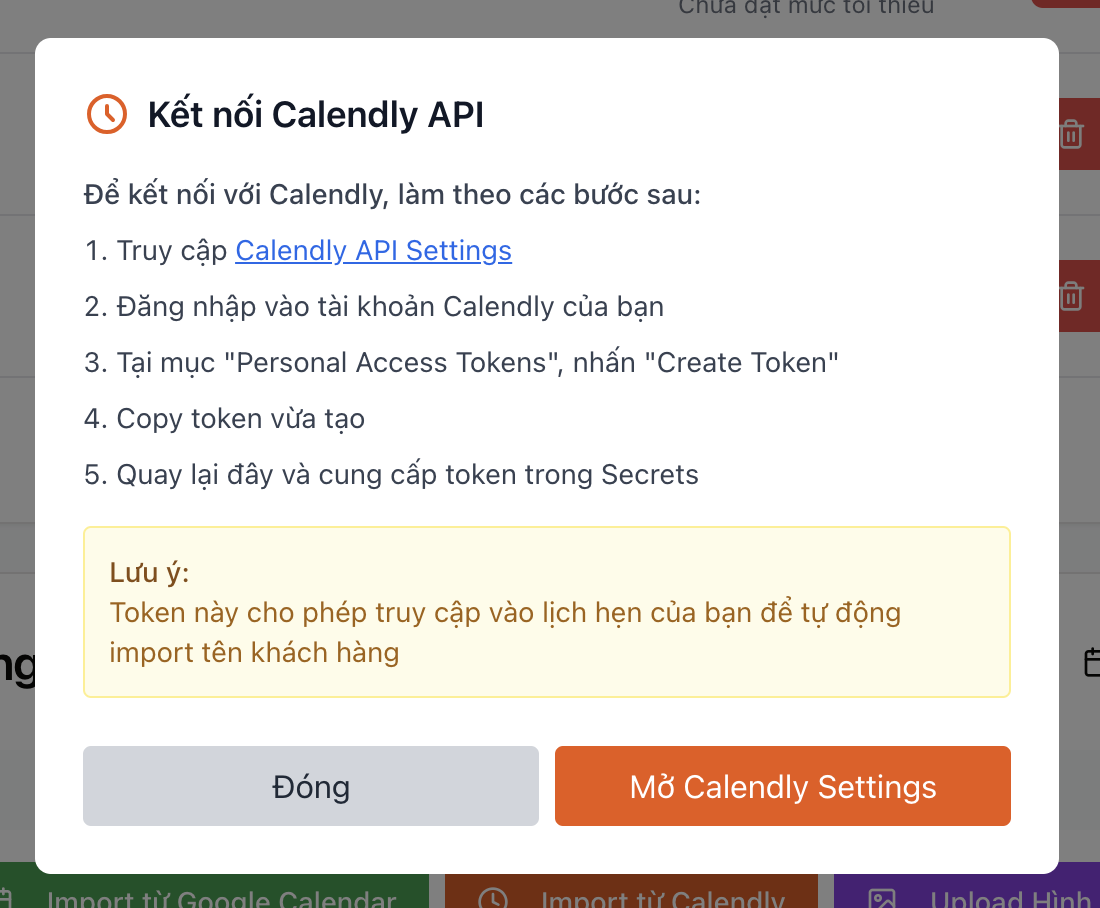 Chưa đặt mức tối thiểu
Kết nối Calendly API
Để kết nối với Calendly, làm theo các bước sau:
1. Truy cập Calendly API Settings
2. Đăng nhập vào tài khoản Calendly của bạn
3. Tại mục "Personal Access Tokens", nhấn "Create Token"
4. Copy token vừa tạo
5. Quay lại đây và cung cấp token trong Secrets
Lưu ý:
Token này cho phép truy cập vào lịch hẹn của bạn để tự động
import tên khách hàng
ng
Đóng
Mở Calendly Settings
Import từ Google Calendar
Import từ Calendly
Upload Hình